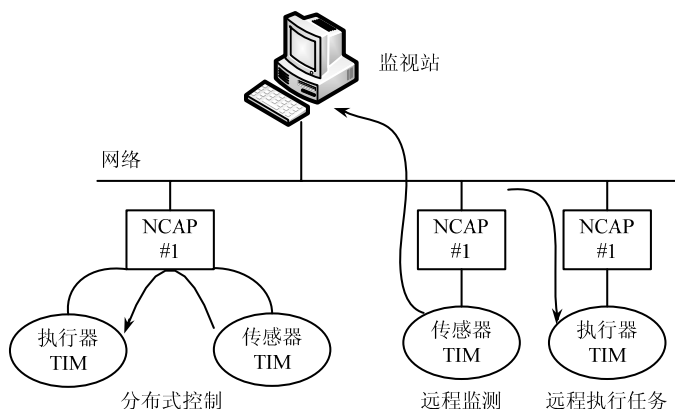 监视站
网络
NCAP
#1
NCAP
#1
NCAP
#1
执行器
TIM
传感器
TIM
传感器
TIM
执行器
TIM
分布式控制
远程监测
远程执行任务